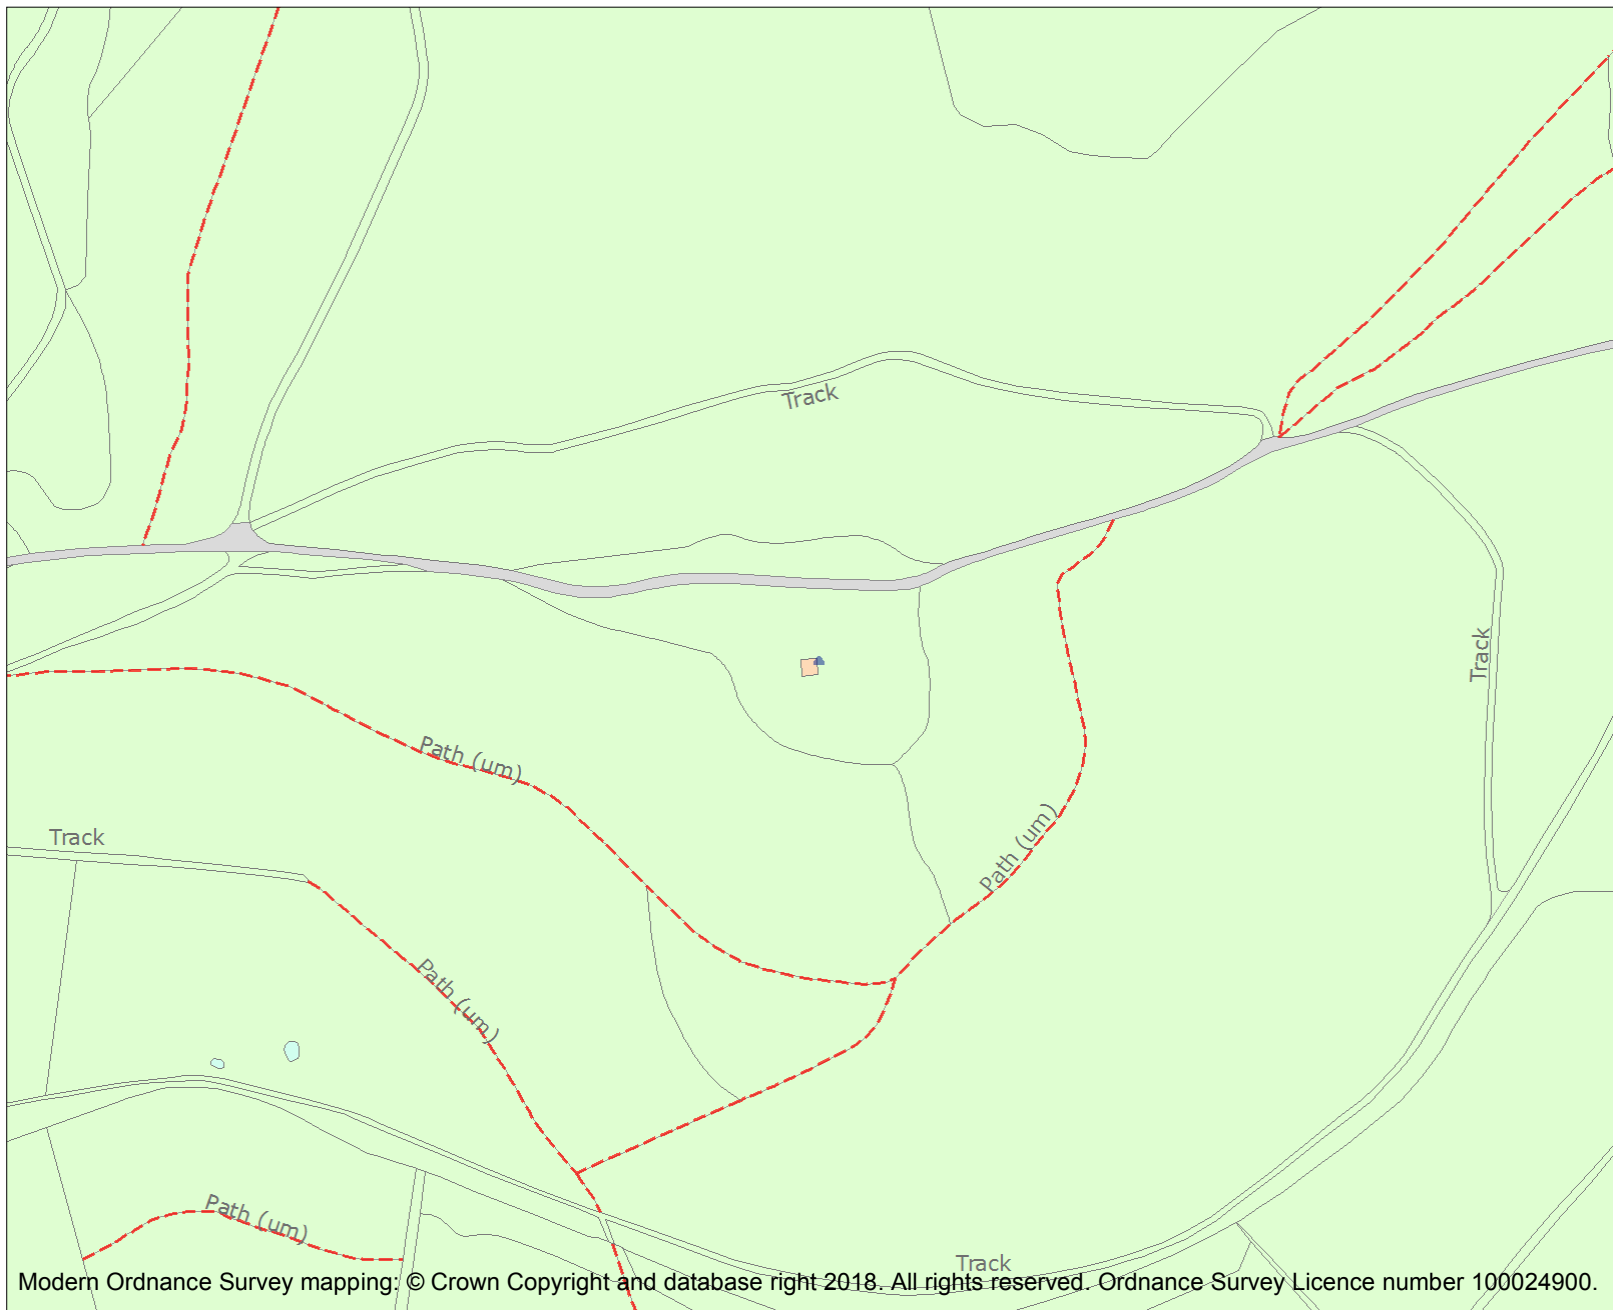 Track
Track
Path (um)
Path (um)
Track
Path (um)
Path (um)
Track
Modern Ordnance Survey mapping: © Crown Copyright and database right 2018. All rights reserved. Ordnance Survey Licence number 100024900.